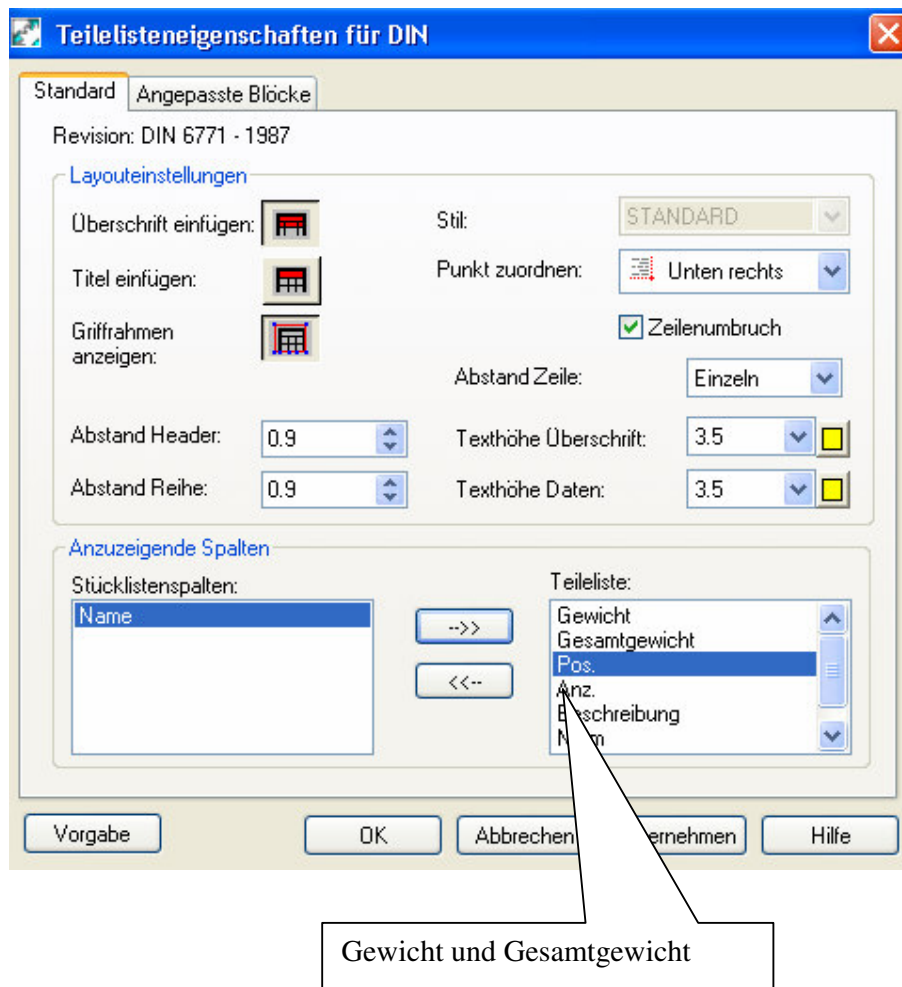 Teilelisteneigenschaften für DIN
Standard
Angepasste Blöcke
Revision: DIN 6771 - 1987
Layouteinstellungen
Überschrift einfügen:
Stil:
STANDARD
Titel einfügen:
Punkt zuordnen:
Unten rechts
Griffrahmen
anzeigen:
Zeilenumbruch
Abstand Zeile:
Einzeln
Abstand Header:
0.9
Texthöhe Überschrift:
3.5
Abstand Reihe:
0.9
Texthöhe Daten:
3.5
Anzuzeigende Spalten
Stücklistenspalten:
Name
-->>
<<--
Teileliste:
Gewicht
Gesamtgewicht
Pos.
Anz.
Beschreibung
Vorgabe
OK
Abbrechen
ernehmen
Hilfe
Gewicht und Gesamtgewicht